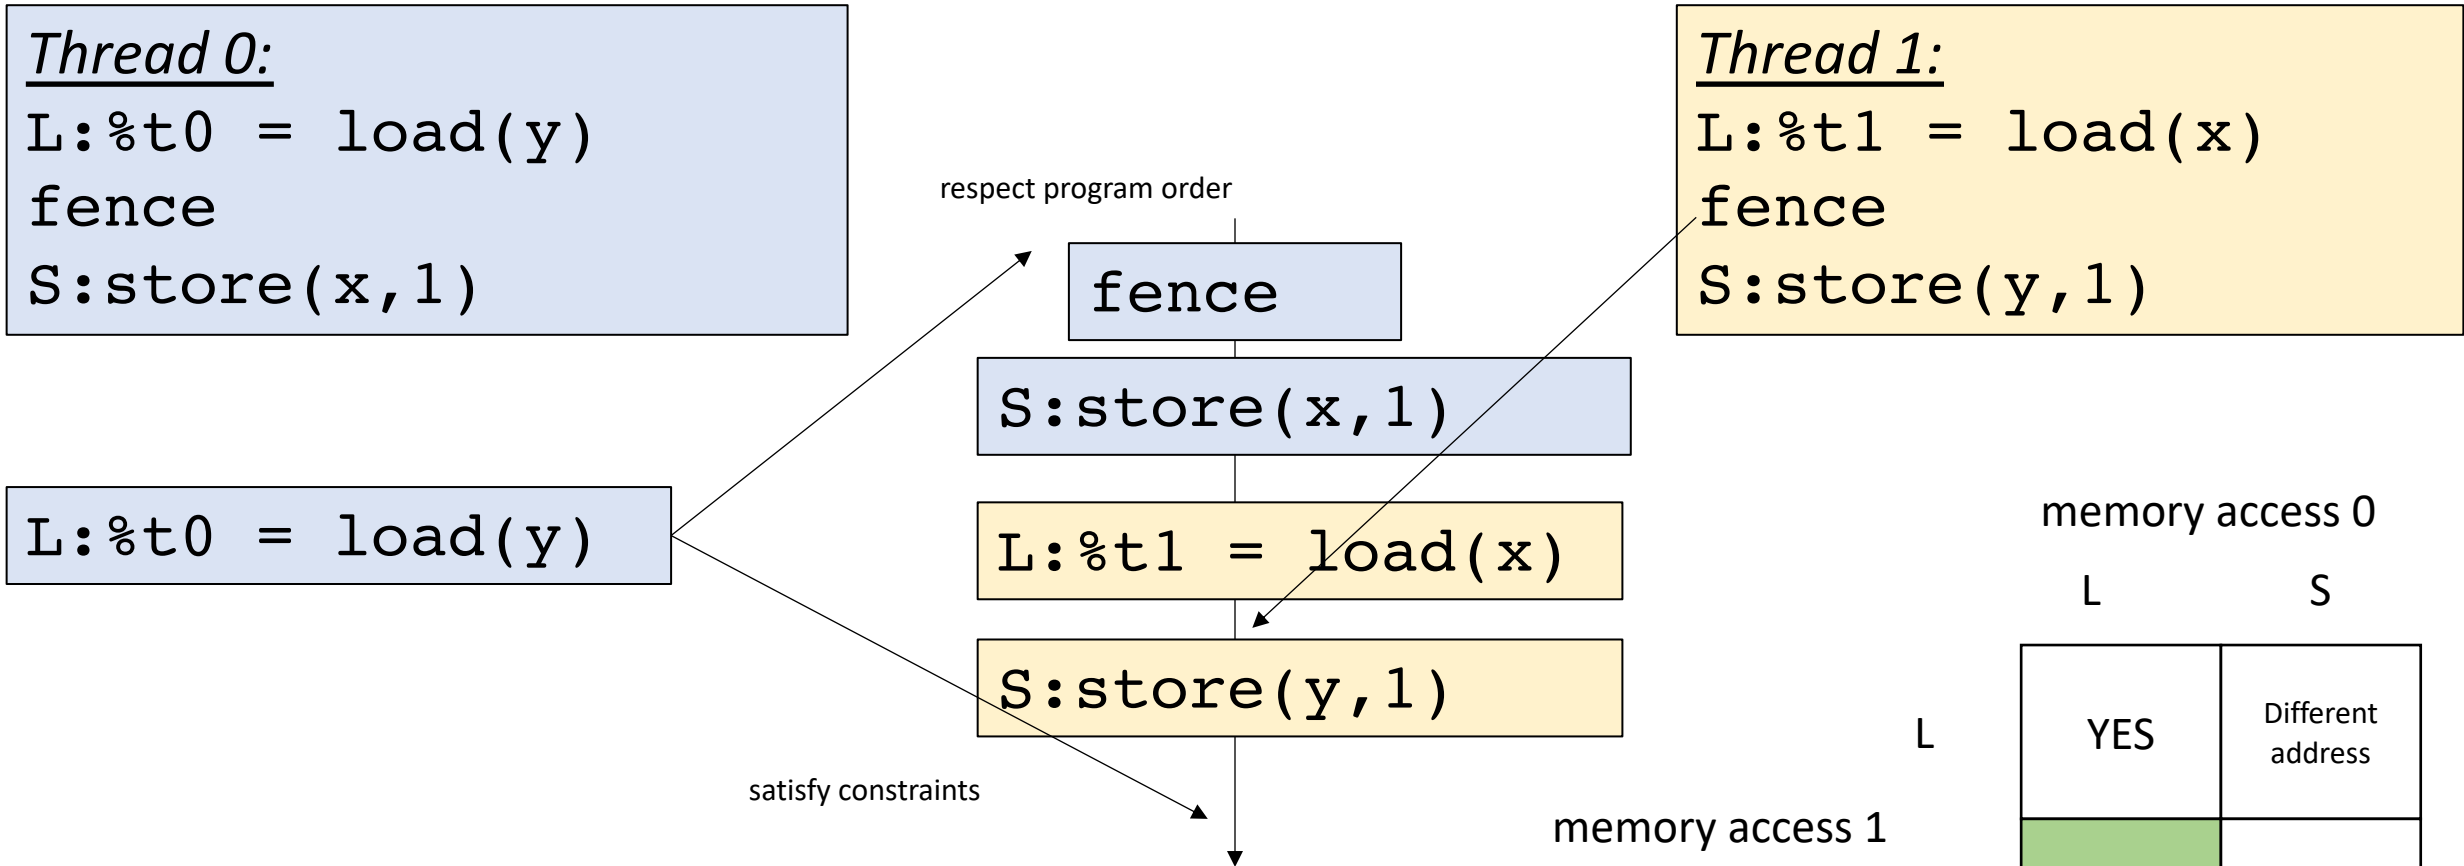 Thread 0:
L:%t0 = load(y)
fence
S:store(x,1)
Thread 1:
L:%t1 = load(x)
fence
S:store(y,1)
respect program order
fence
S:store(x,1)
L:%t0 = load(y)
L:%t1 = load(x)
S:store(y,1)
satisfy constraints
memory access 0
L S
L YES Different
address
memory access 1